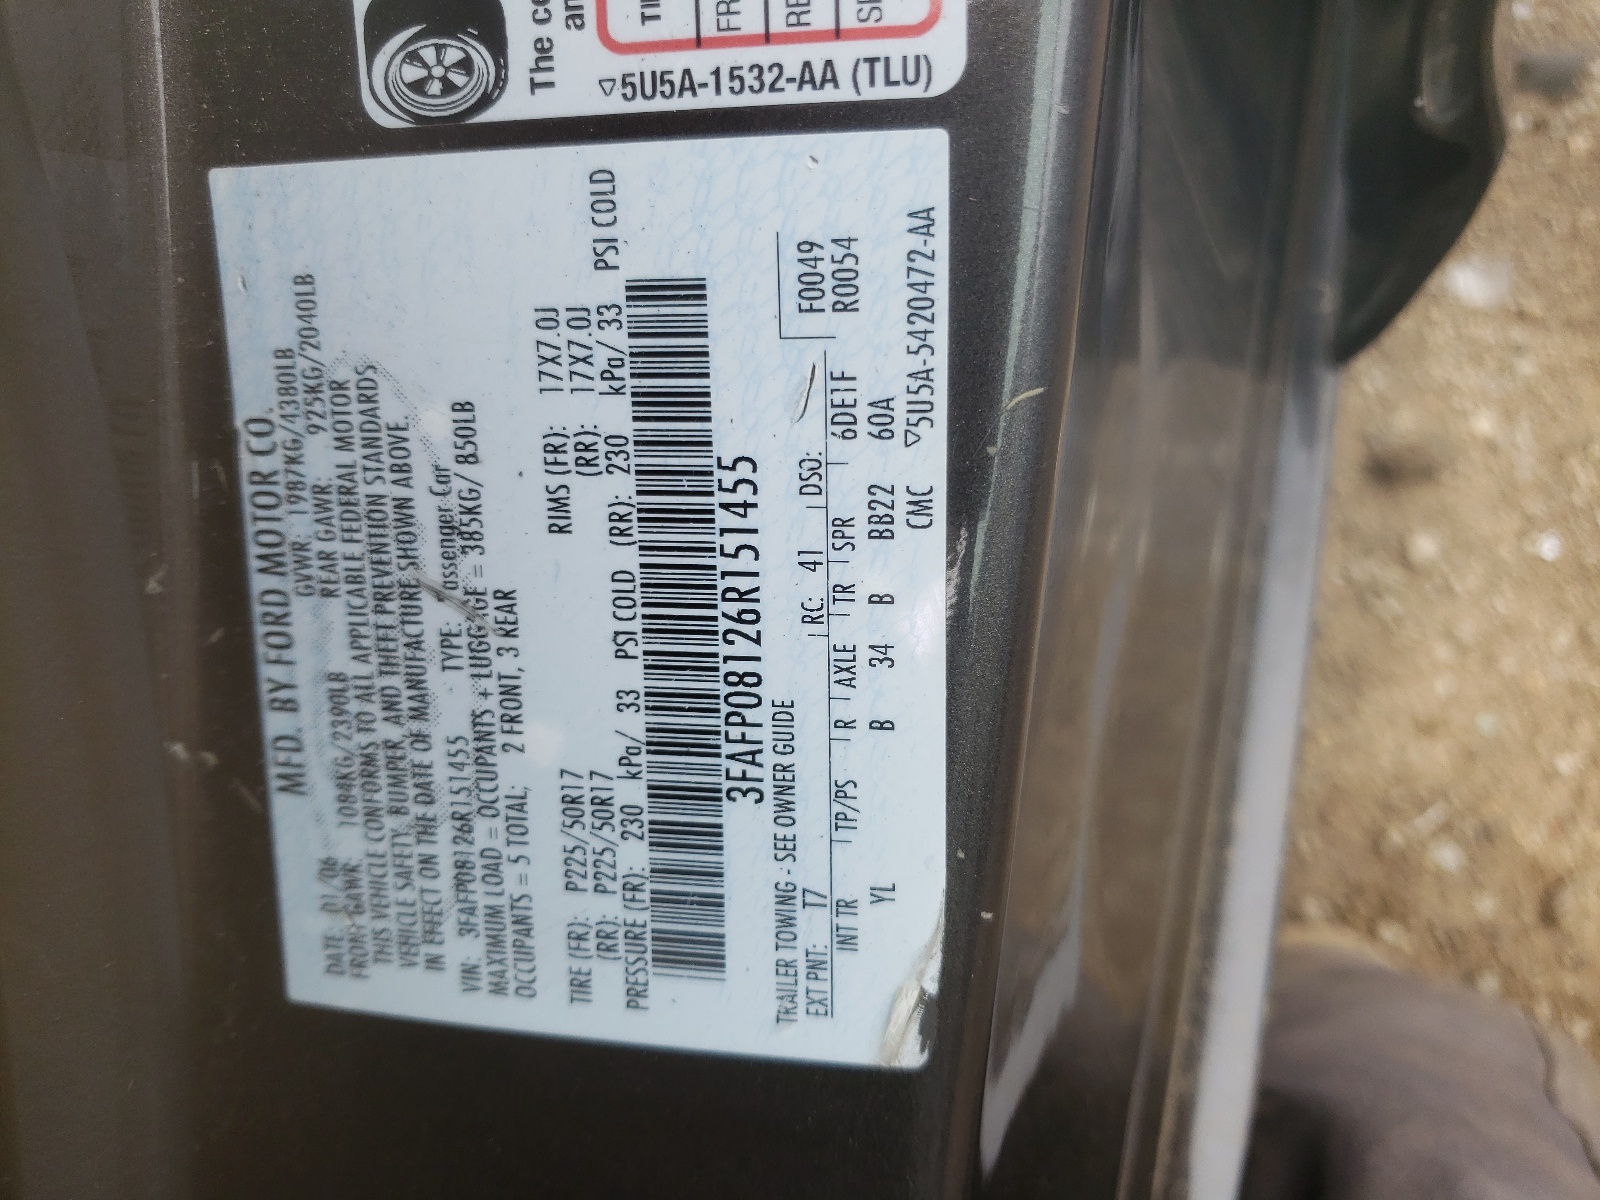 The co
an
TI
FR
RE
SP
▽5U5A-1532-AA (TLU)
MFD. BY FORD MOTOR CO.
DATE: 01/06 GVWR: 1987KG/4380LB
FRONT GAWR: 1084KG/2390LB REAR GAWR: 925KG/2040LB
THIS VEHICLE CONFORMS TO ALL APPLICABLE FEDERAL MOTOR
VEHICLE SAFETY, BUMPER, AND THEFT PREVENTION STANDARDS
IN EFFECT ON THE DATE OF MANUFACTURE SHOWN ABOVE.
VIN: 3FAFP08126R151455 TYPE: Passenger Car
MAXIMUM LOAD = OCCUPANTS + LUGGAGE = 385KG/ 850LB
OCCUPANTS = 5 TOTAL; 2 FRONT, 3 REAR
TIRE (FR): P225/50R17 RIMS (FR): 17X7.0J
(RR): P225/50R17 (RR): 17X7.0J
PRESSURE (FR): 230 kPa/ 33 PSI COLD (RR): 230 kPa/ 33 PSI COLD
3FAFP08126R151455
TRAILER TOWING - SEE OWNER GUIDE
F0049
R0054
EXT PNT: T7 RC: 41 DSO:
INT TR TP/PS R AXLE TR SPR 6DE1F
YL B 34 B BB22 60A
CMC ▽5U5A-5420472-AA